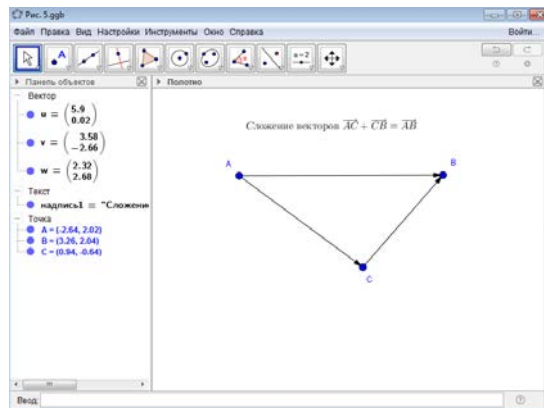 Рис. 5.ggb
Файл Правка Вид Настройки Инструменты Окно Справка
Войти...
Панель объектов
Полотно
Вектор
u = (5.9
0.02)
v = (3.58
−2.66)
w = (2.32
2.68)
Текст
надпись1 = "Сложени
Точка
A = (-2.64, 2.02)
B = (3.26, 2.04)
C = (0.94, -0.64)
Сложение векторов AC + CB = AB
A
B
C
Ввод: